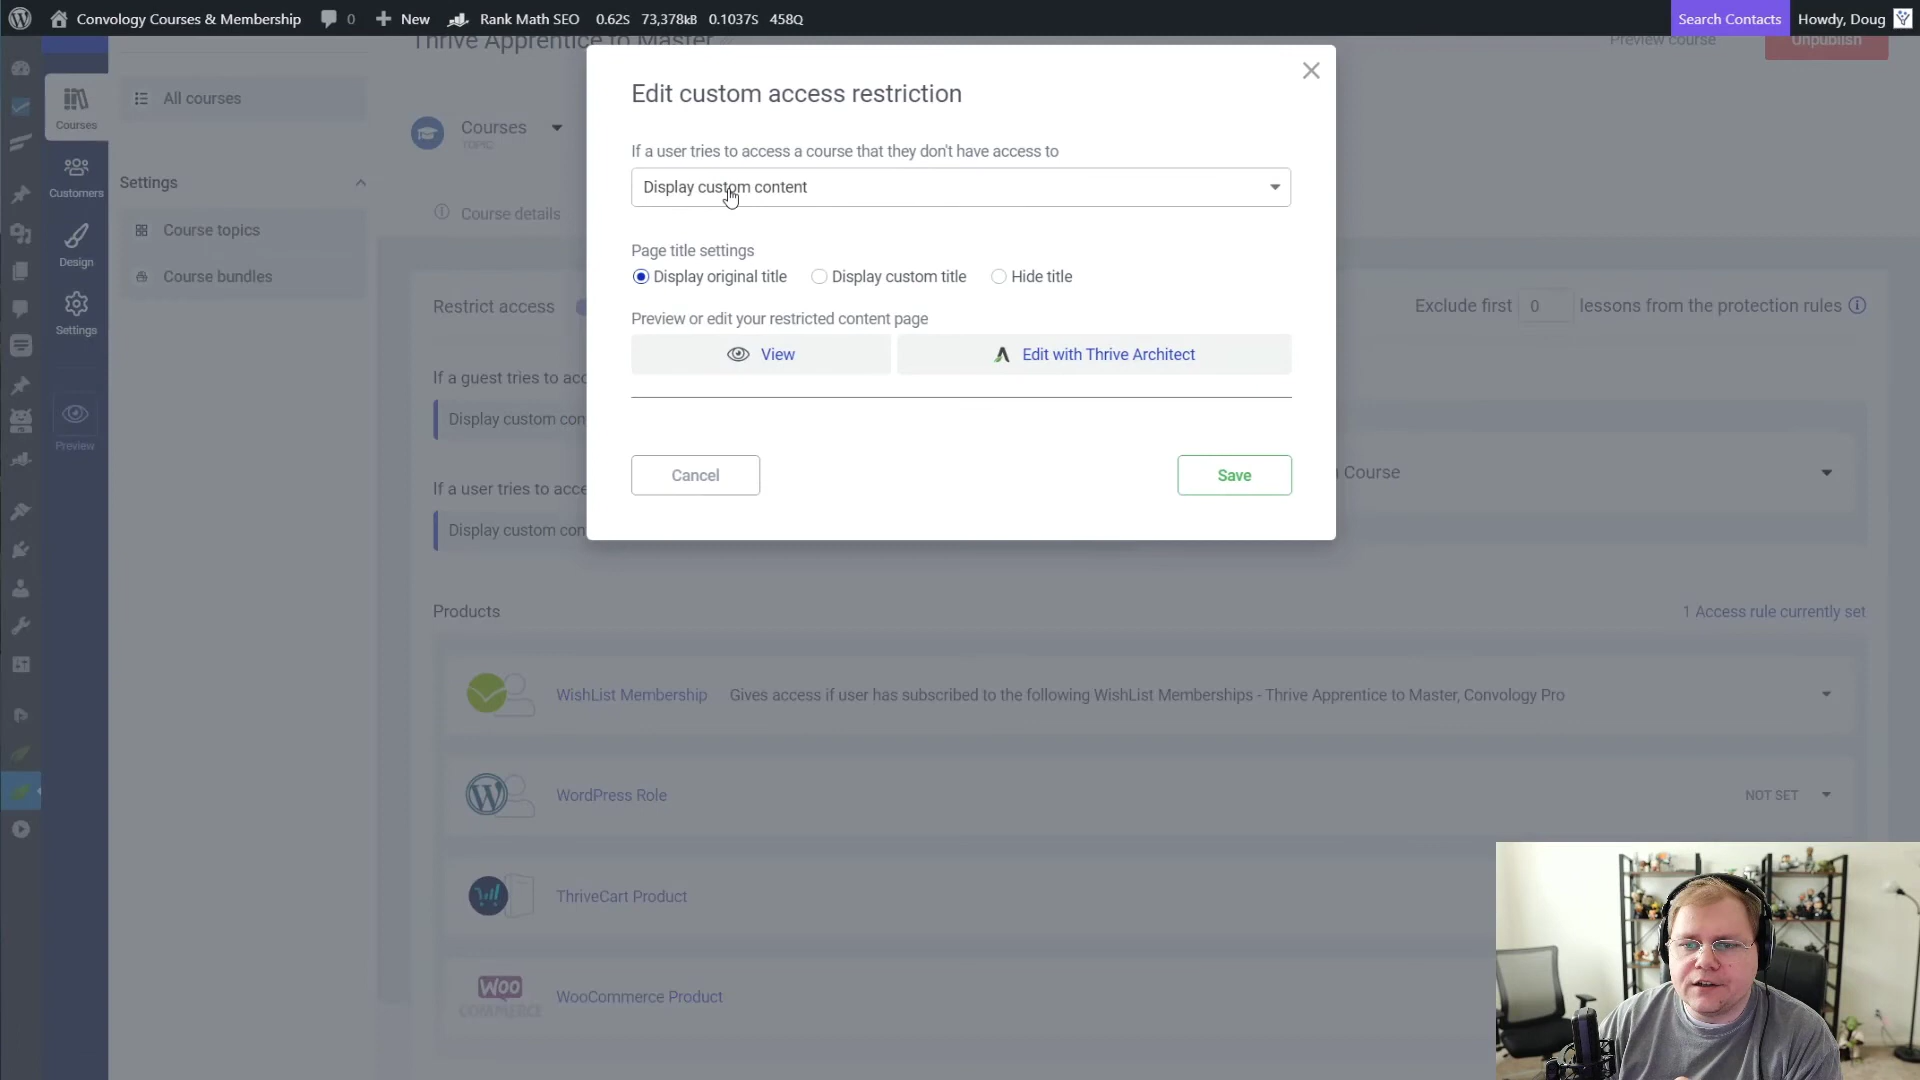 Convology Courses & Membership 0 New Rank Math SEO 0.62S 73,378kB 0.1037S 458Q Search Contacts Howdy, Doug
Thrive Apprentice to Master
Preview course
Unpublish
Courses
All courses
Settings
Course topics
Course bundles
Customers
Design
Settings
Preview
Courses
TOPIC
Course details
Restrict access
Exclude first 0 lessons from the protection rules
If a guest tries to acc
Display custom con
If a user tries to acce
Display custom con
Course
Edit custom access restriction
If a user tries to access a course that they don't have access to
Display custom content
Page title settings
Display original title Display custom title Hide title
Preview or edit your restricted content page
View Edit with Thrive Architect
Cancel Save
Products
1 Access rule currently set
WishList Membership Gives access if user has subscribed to the following WishList Memberships - Thrive Apprentice to Master, Convology Pro
WordPress Role NOT SET
ThriveCart Product
WOO
COMMERCE
WooCommerce Product